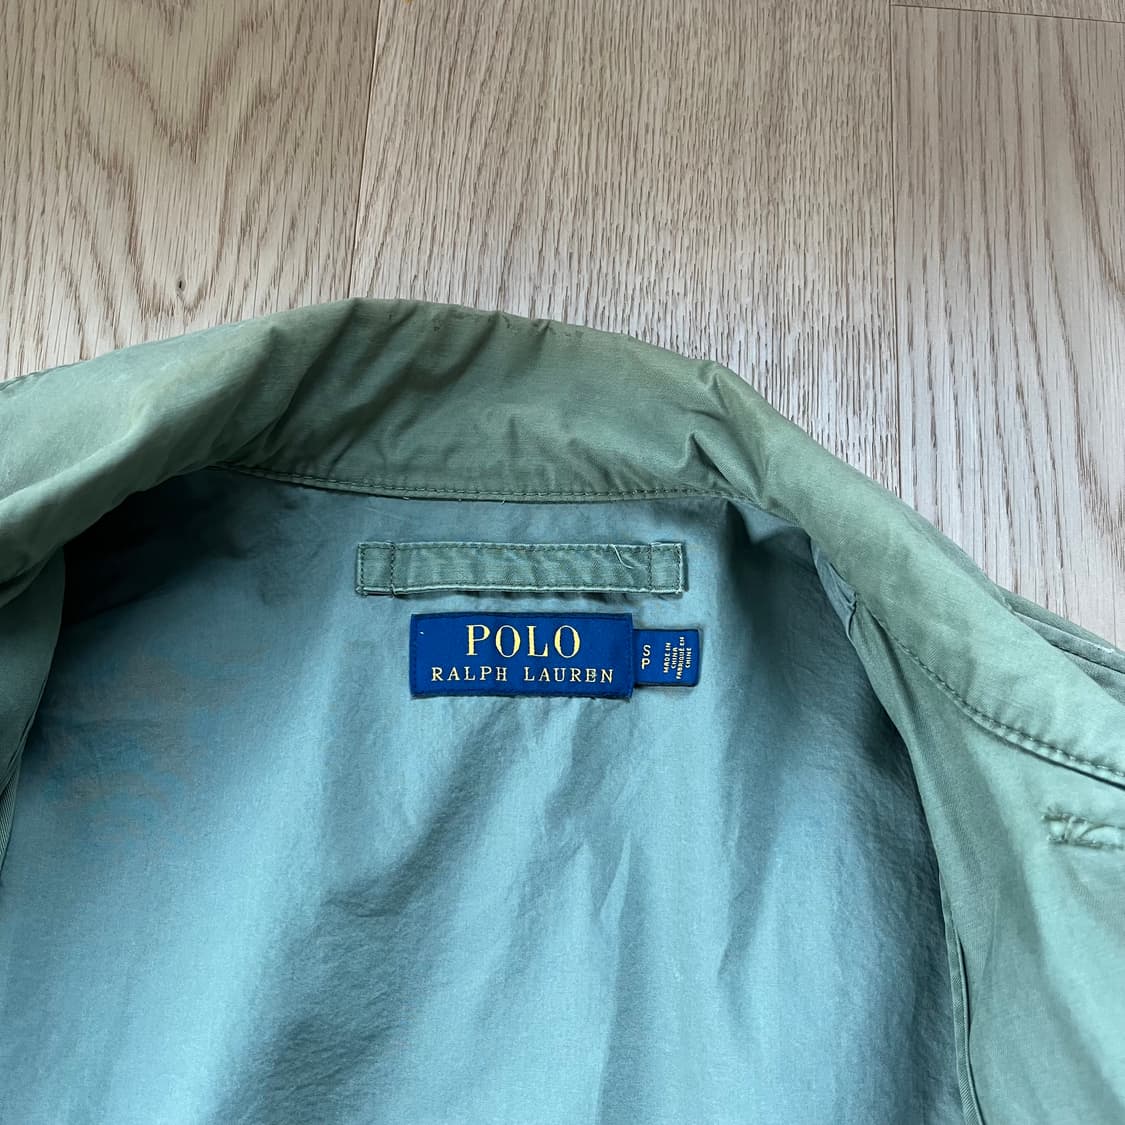 POLO
RALPH LAUREN
S
P
MADE IN
CHINA
FABRIQUÉ EN
CHINE